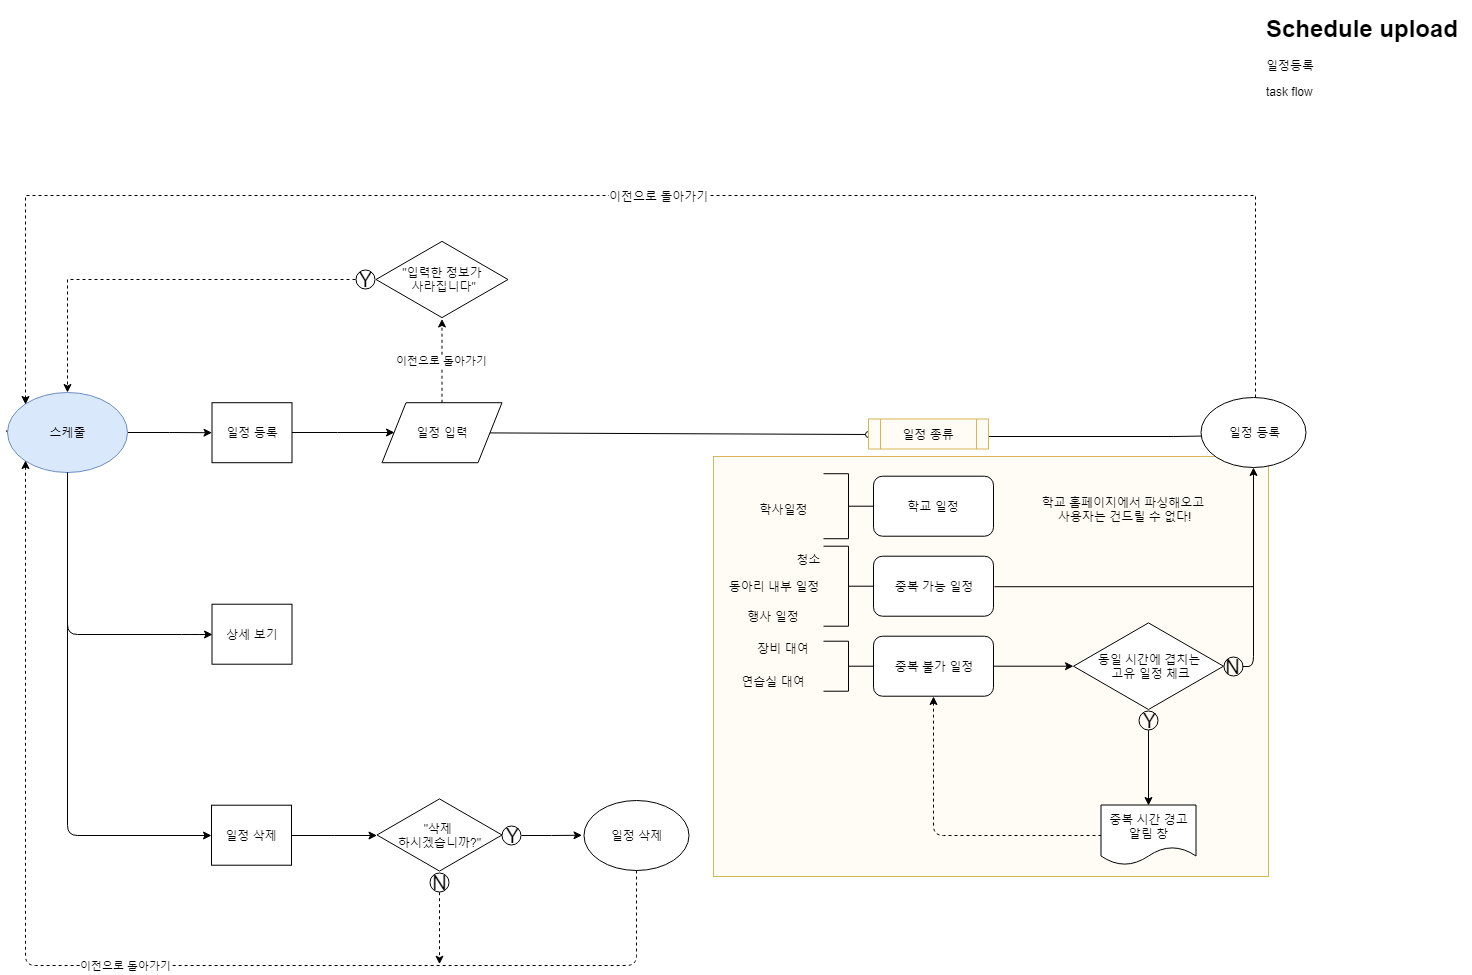 Schedule upload
일정등록
task flow
이전으로 돌아가기
"입력한 정보가
사라집니다"
Y
이전으로 돌아가기
스케줄
일정 등록
일정 입력
일정 종류
일정 등록
학사일정
학교 일정
학교 홈페이지에서 파싱해오고
사용자는 건드릴 수 없다!
청소
동아리 내부 일정
행사 일정
중복 가능 일정
장비 대여
연습실 대여
중복 불가 일정
동일 시간에 겹치는
고유 일정 체크
N
Y
중복 시간 경고
알림 창
상세 보기
일정 삭제
"삭제
하시겠습니까?"
Y
N
일정 삭제
이전으로 돌아가기